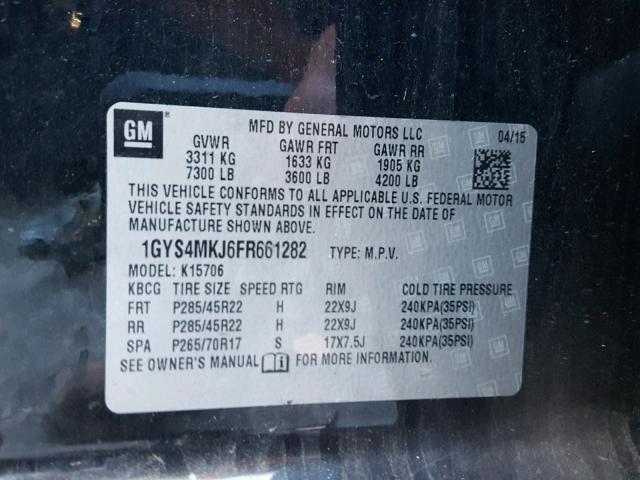 GM
MFD BY GENERAL MOTORS LLC 04/15
GVWR GAWR FRT GAWR RR
3311 KG 1633 KG 1905 KG
7300 LB 3600 LB 4200 LB
THIS VEHICLE CONFORMS TO ALL APPLICABLE U.S. FEDERAL MOTOR
VEHICLE SAFETY STANDARDS IN EFFECT ON THE DATE OF
MANUFACTURE SHOWN ABOVE.
1GYS4MKJ6FR661282 TYPE: M.P.V.
MODEL: K15706
KBCG TIRE SIZE SPEED RTG RIM COLD TIRE PRESSURE
FRT P285/45R22 H 22X9J 240KPA(35PSI)
RR P285/45R22 H 22X9J 240KPA(35PSI)
SPA P265/70R17 S 17X7.5J 240KPA(35PSI)
SEE OWNER'S MANUAL FOR MORE INFORMATION.